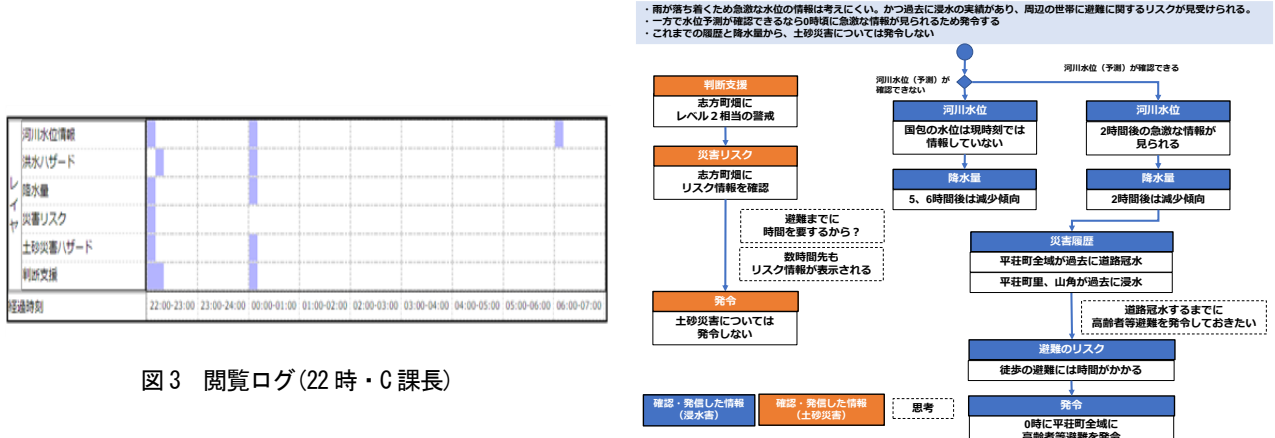 河川水位情報
洪水ハザード
降水量
災害リスク
土砂災害ハザード
判断支援
レイヤ
経過時刻
22:00-23:00 23:00-24:00 00:00-01:00 01:00-02:00 02:00-03:00 03:00-04:00 04:00-05:00 05:00-06:00 06:00-07:00
図3 閲覧ログ(22時・C課長)
・雨が落ち着くため急激な水位の情報は考えにくい。かつ過去に浸水の実績があり、周辺の世帯に避難に関するリスクが見受けられる。
・一方で水位予測が確認できるなら0時頃に急激な情報が見られるため発令する
・これまでの履歴と降水量から、土砂災害については発令しない
河川水位（予測）が
確認できない
河川水位（予測）が確認できる
判断支援
志方町畑に
レベル2相当の警戒
災害リスク
志方町畑に
リスク情報を確認
避難までに
時間を要するから？
数時間先も
リスク情報が表示される
発令
土砂災害については
発令しない
河川水位
国包の水位は現時刻では
情報していない
降水量
5、6時間後は減少傾向
河川水位
2時間後の急激な情報が
見られる
降水量
2時間後は減少傾向
災害履歴
平荘町全域が過去に道路冠水
平荘町里、山角が過去に浸水
道路冠水するまでに
高齢者等避難を発令しておきたい
避難のリスク
徒歩の避難には時間がかかる
発令
0時に平荘町全域に
高齢者等避難を発令
確認・発信した情報
（浸水害）
確認・発信した情報
（土砂災害）
思考